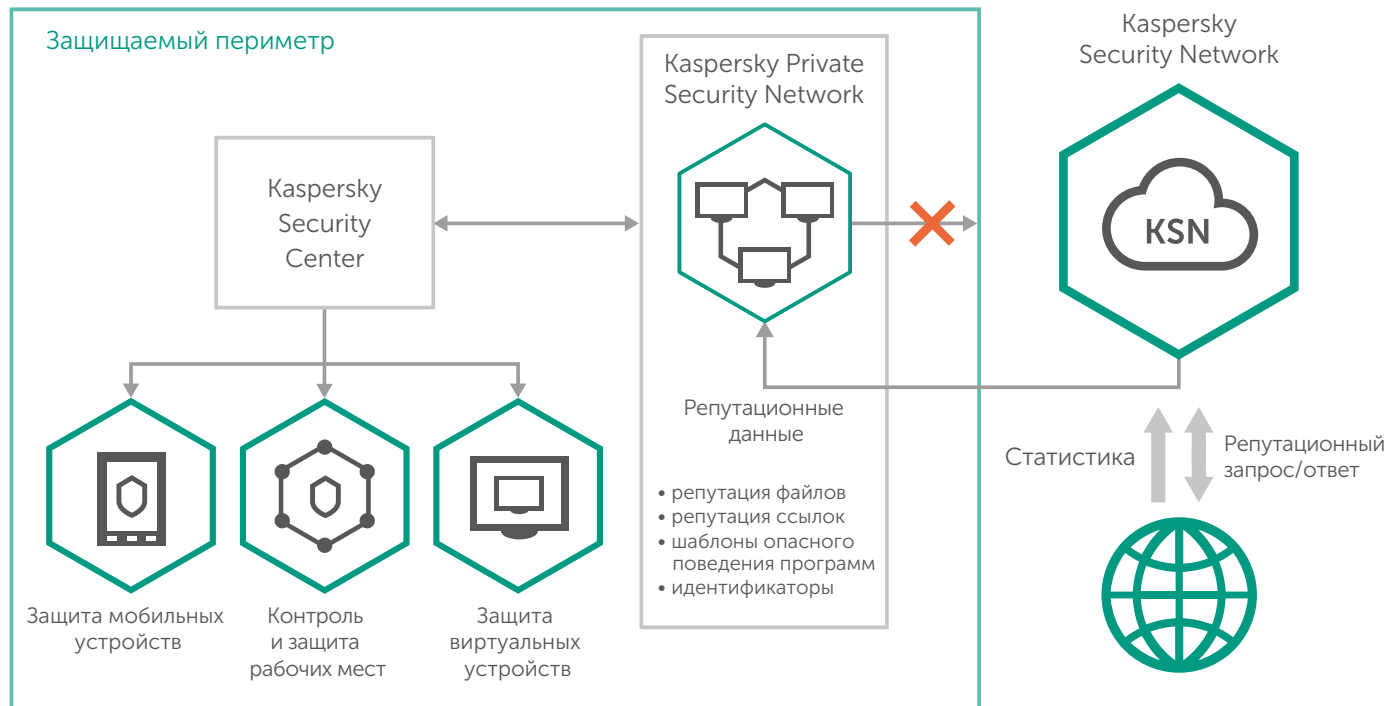 Защищаемый периметр
Kaspersky Private
Security Network
Kaspersky
Security Network
Kaspersky
Security
Center
KSN
Репутационные
данные
• репутация файлов
• репутация ссылок
• шаблоны опасного
поведения программ
• идентификаторы
Статистика
Репутационный
запрос/ответ
Защита мобильных
устройств
Контроль
и защита
рабочих мест
Защита
виртуальных
устройств